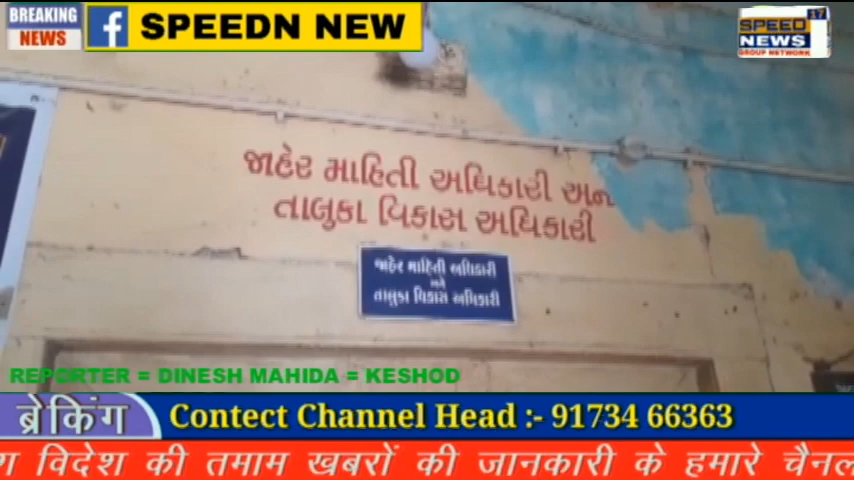 BREAKING
NEWS
f SPEEDN NEW
SPEED 17
NEWS
GROUP NETWORK
જાહેર માહિતી અધિકારી અને
તાલુકા વિકાસ અધિકારી
જાહેર માહિતી અધિકારી
અને
તાલુકા વિકાસ અધિકારી
REPORTER = DINESH MAHIDA = KESHOD
ब्रेकिंग Contect Channel Head :- 91734 66363
विदेश की तमाम खबरों की जानकारी के हमारे चैनल